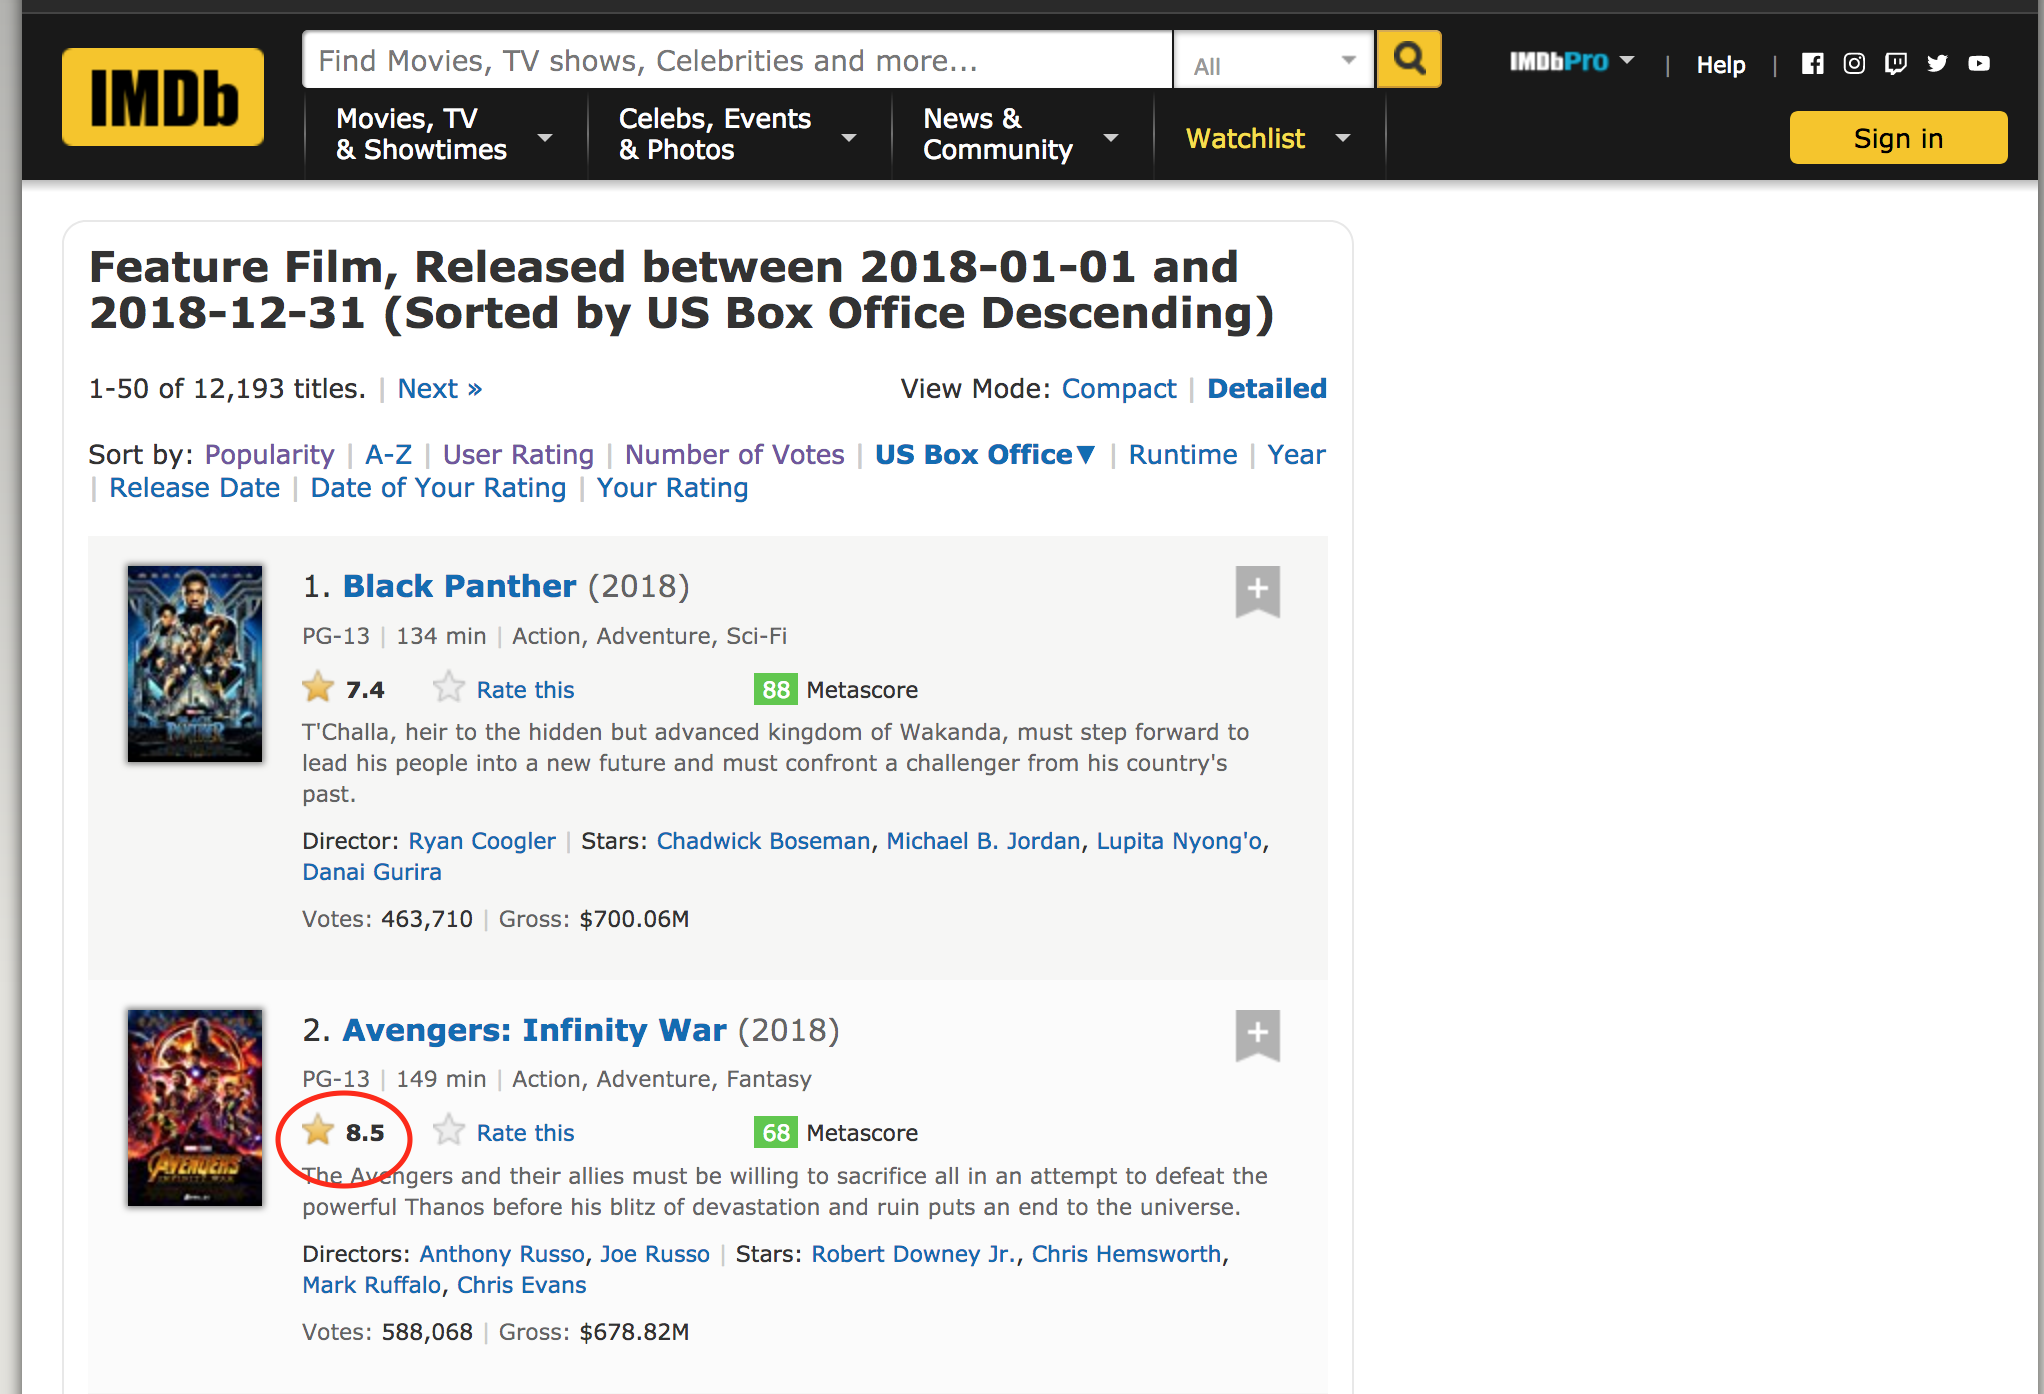 IMDb
Find Movies, TV shows, Celebrities and more...
All
IMDbPro | Help |
Movies, TV
& Showtimes
Celebs, Events
& Photos
News &
Community
Watchlist
Sign in
Feature Film, Released between 2018-01-01 and
2018-12-31 (Sorted by US Box Office Descending)
1-50 of 12,193 titles. | Next »
View Mode: Compact | Detailed
Sort by: Popularity | A-Z | User Rating | Number of Votes | US Box Office▼ | Runtime | Year
| Release Date | Date of Your Rating | Your Rating
1. Black Panther (2018)
PG-13 | 134 min | Action, Adventure, Sci-Fi
7.4 Rate this 88 Metascore
T'Challa, heir to the hidden but advanced kingdom of Wakanda, must step forward to
lead his people into a new future and must confront a challenger from his country's
past.
Director: Ryan Coogler | Stars: Chadwick Boseman, Michael B. Jordan, Lupita Nyong'o,
Danai Gurira
Votes: 463,710 | Gross: $700.06M
AVENGERS
INFINITY WAR
2. Avengers: Infinity War (2018)
PG-13 | 149 min | Action, Adventure, Fantasy
8.5 Rate this 68 Metascore
The Avengers and their allies must be willing to sacrifice all in an attempt to defeat the
powerful Thanos before his blitz of devastation and ruin puts an end to the universe.
Directors: Anthony Russo, Joe Russo | Stars: Robert Downey Jr., Chris Hemsworth,
Mark Ruffalo, Chris Evans
Votes: 588,068 | Gross: $678.82M